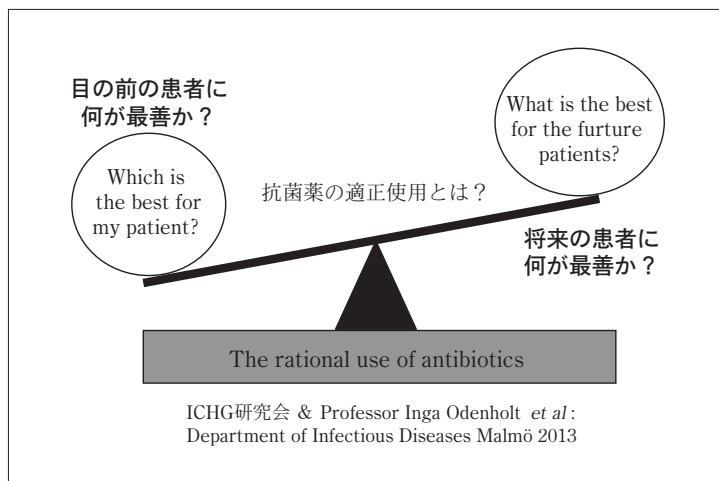 目の前の患者に
何が最善か？
Which is
the best for
my patient?
What is the best
for the furture
patients?
抗菌薬の適正使用とは？
将来の患者に
何が最善か？
The rational use of antibiotics
ICHG研究会 & Professor Inga Odenholt et al :
Department of Infectious Diseases Malmö 2013